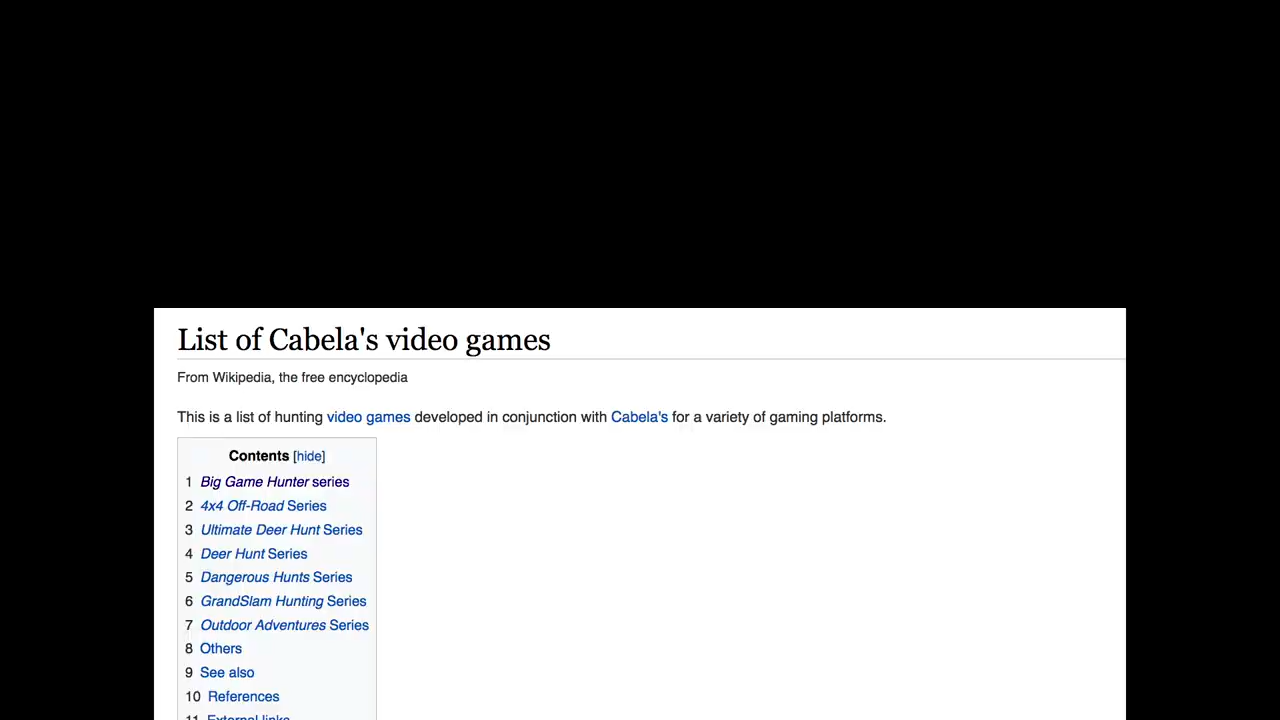 List of Cabela's video games
From Wikipedia, the free encyclopedia
This is a list of hunting video games developed in conjunction with Cabela's for a variety of gaming platforms.
Contents [hide]
1 Big Game Hunter series
2 4x4 Off-Road Series
3 Ultimate Deer Hunt Series
4 Deer Hunt Series
5 Dangerous Hunts Series
6 GrandSlam Hunting Series
7 Outdoor Adventures Series
8 Others
9 See also
10 References
11 External links